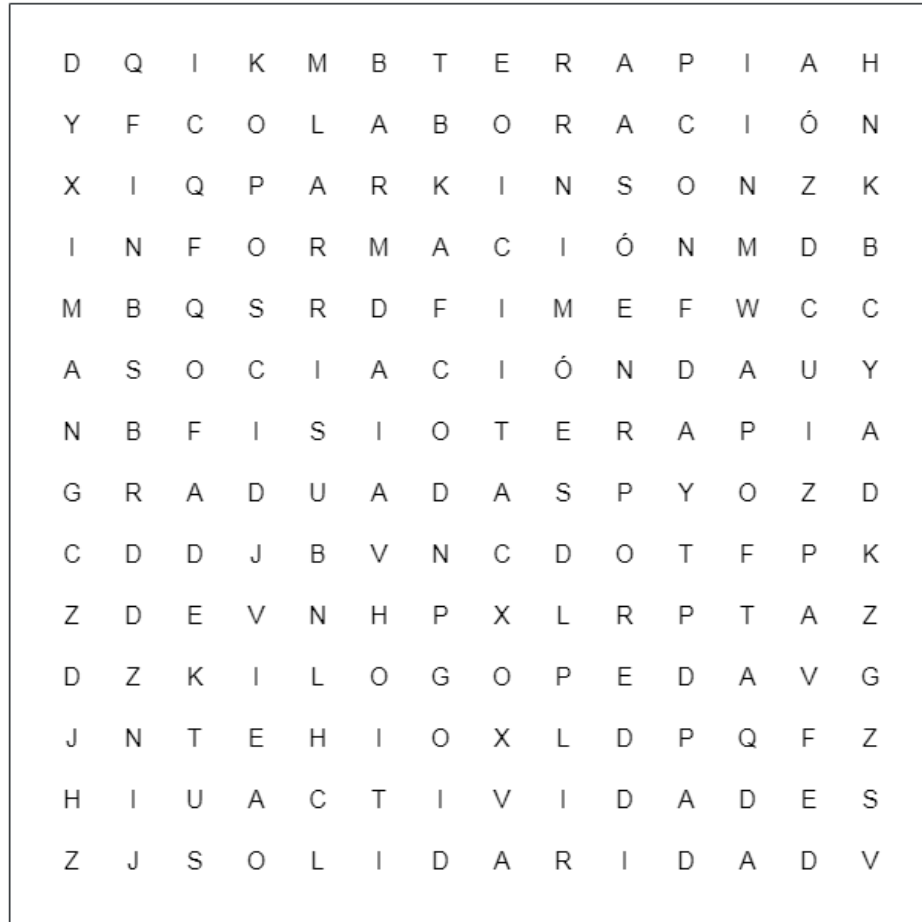 D Q I K M B T E R A P I A H
Y F C O L A B O R A C I Ó N
X I Q P A R K I N S O N Z K
I N F O R M A C I Ó N M D B
M B Q S R D F I M E F W C C
A S O C I A C I Ó N D A U Y
N B F I S I O T E R A P I A
G R A D U A D A S P Y O Z D
C D D J B V N C D O T F P K
Z D E V N H P X L R P T A Z
D Z K I L O G O P E D A V G
J N T E H I O X L D P Q F Z
H I U A C T I V I D A D E S
Z J S O L I D A R I D A D V